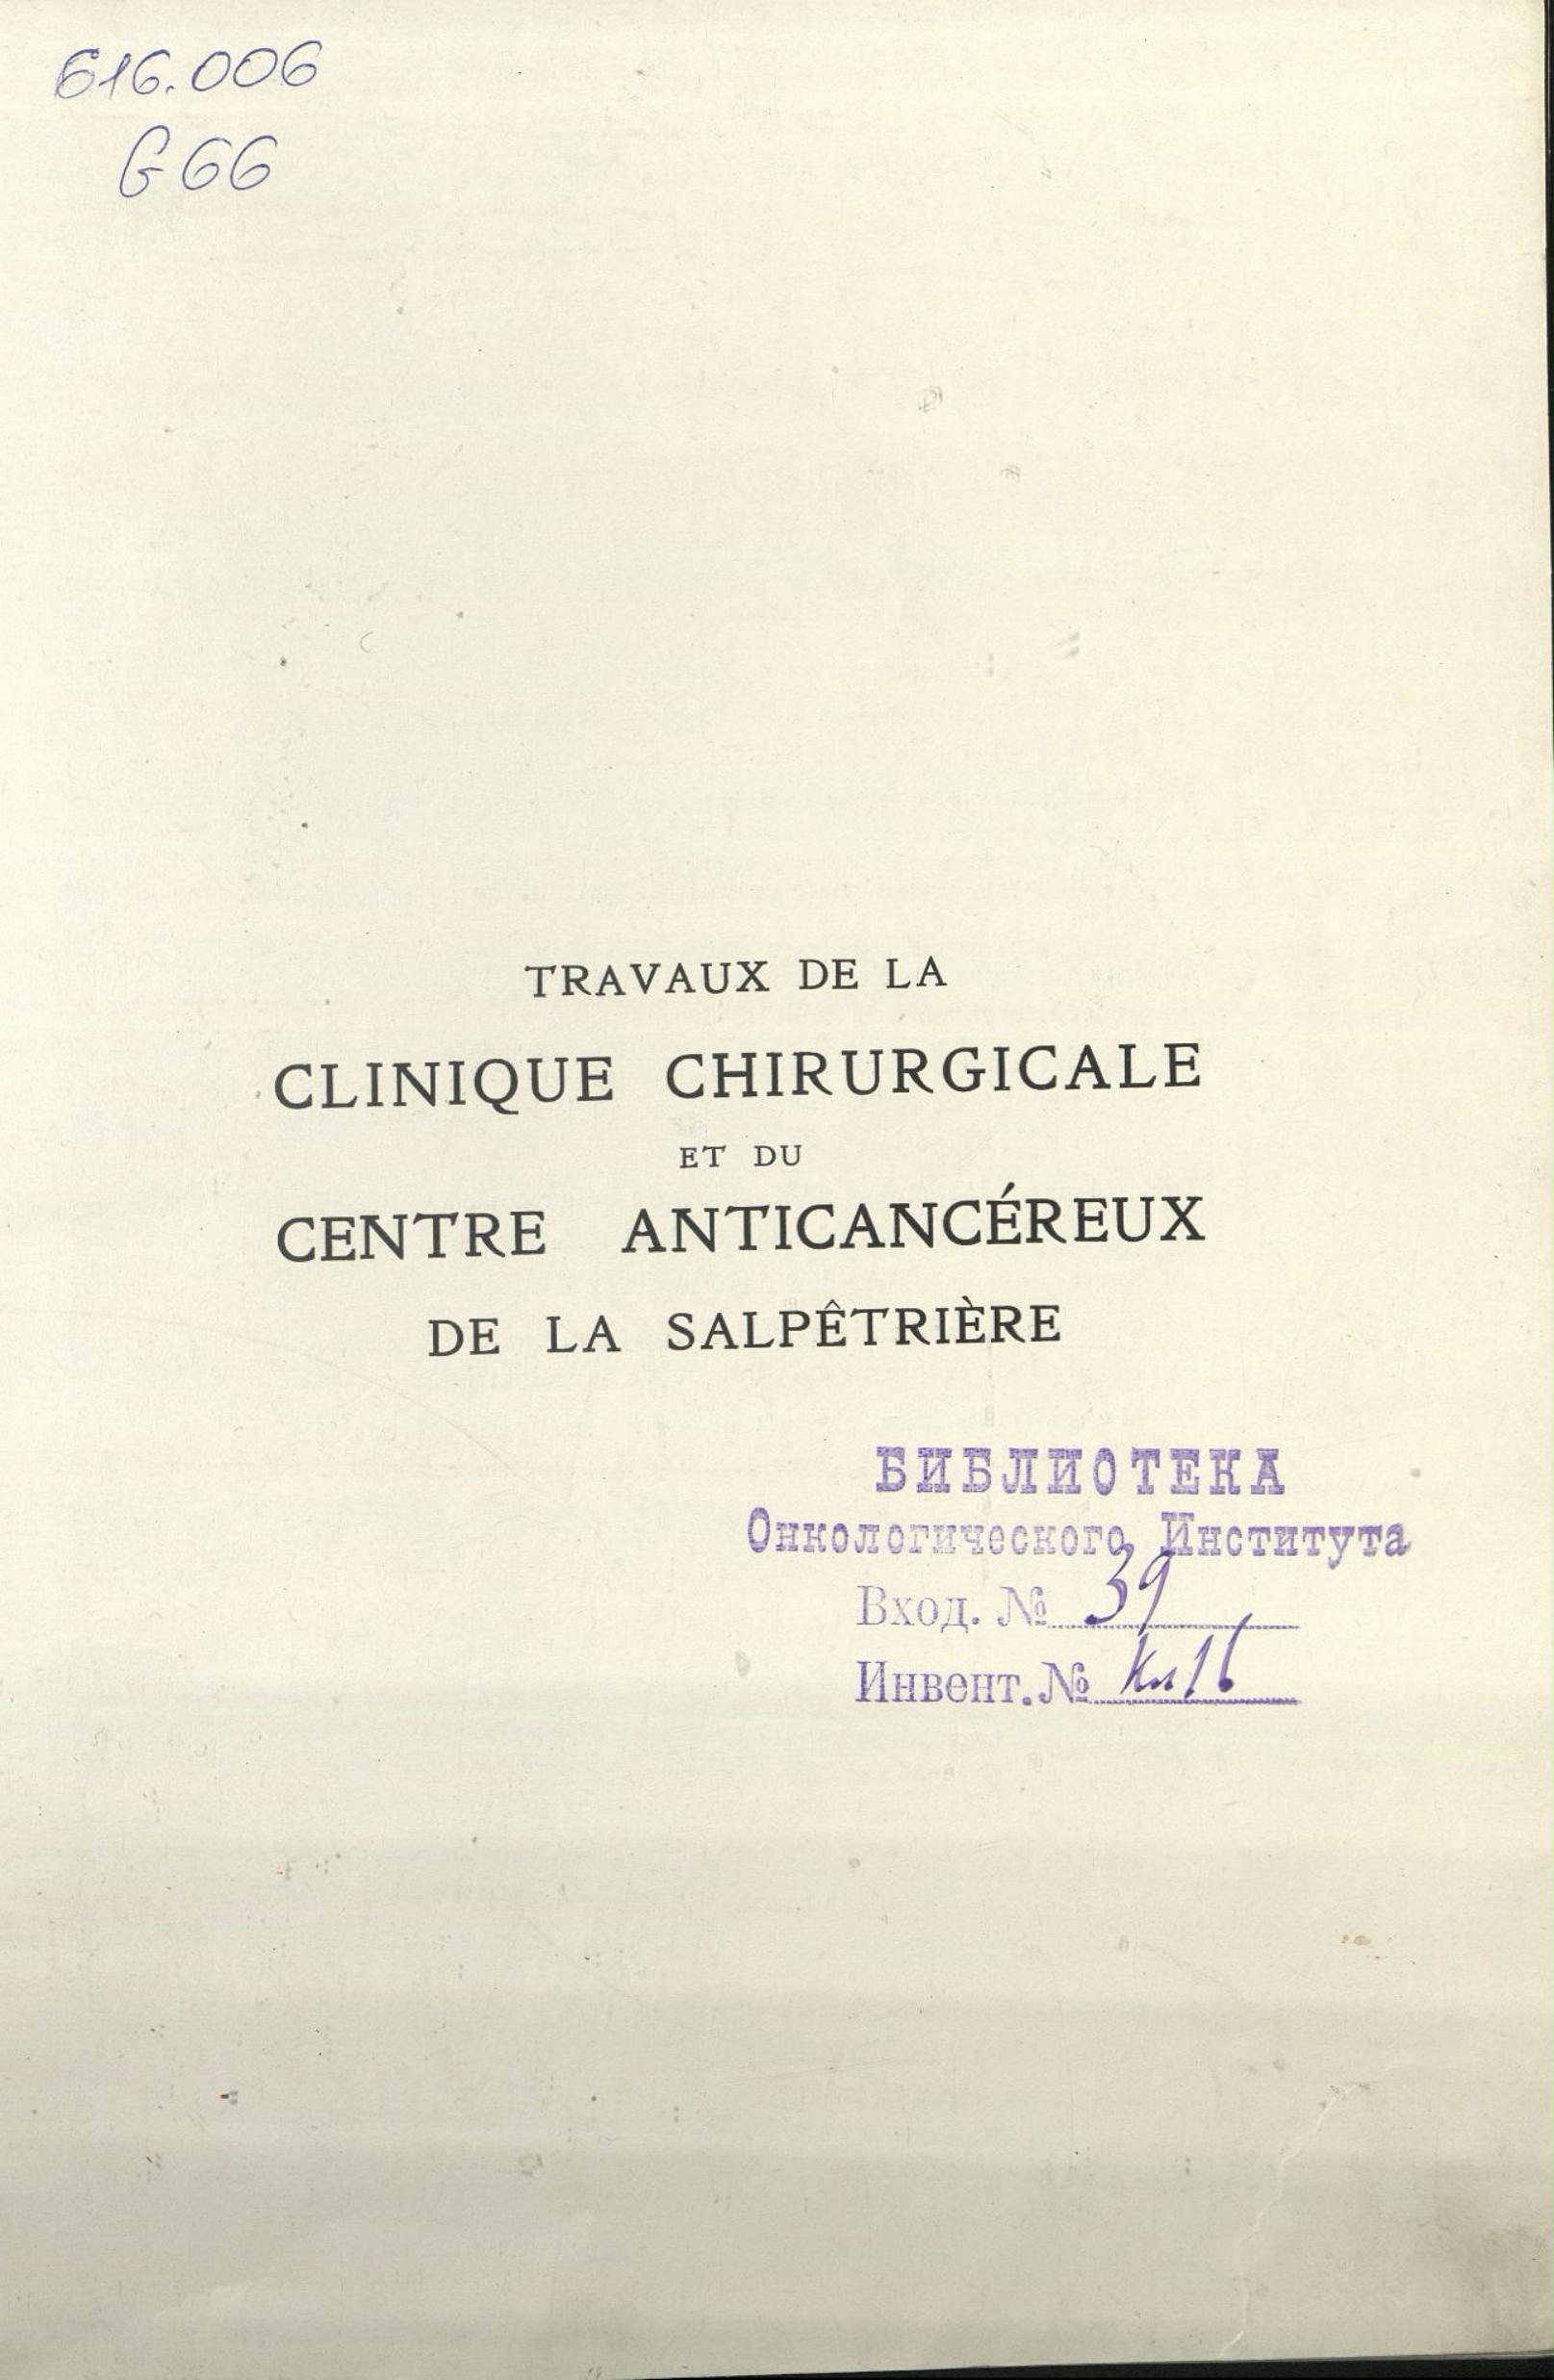 616.006
G66
TRAVAUX DE LA
CLINIQUE CHIRURGICALE
ET DU
CENTRE ANTICANCÉREUX
DE LA SALPÊTRIÈRE
БИБЛИОТЕКА
Онкологического Института
Вход. № 39
Инвент. №